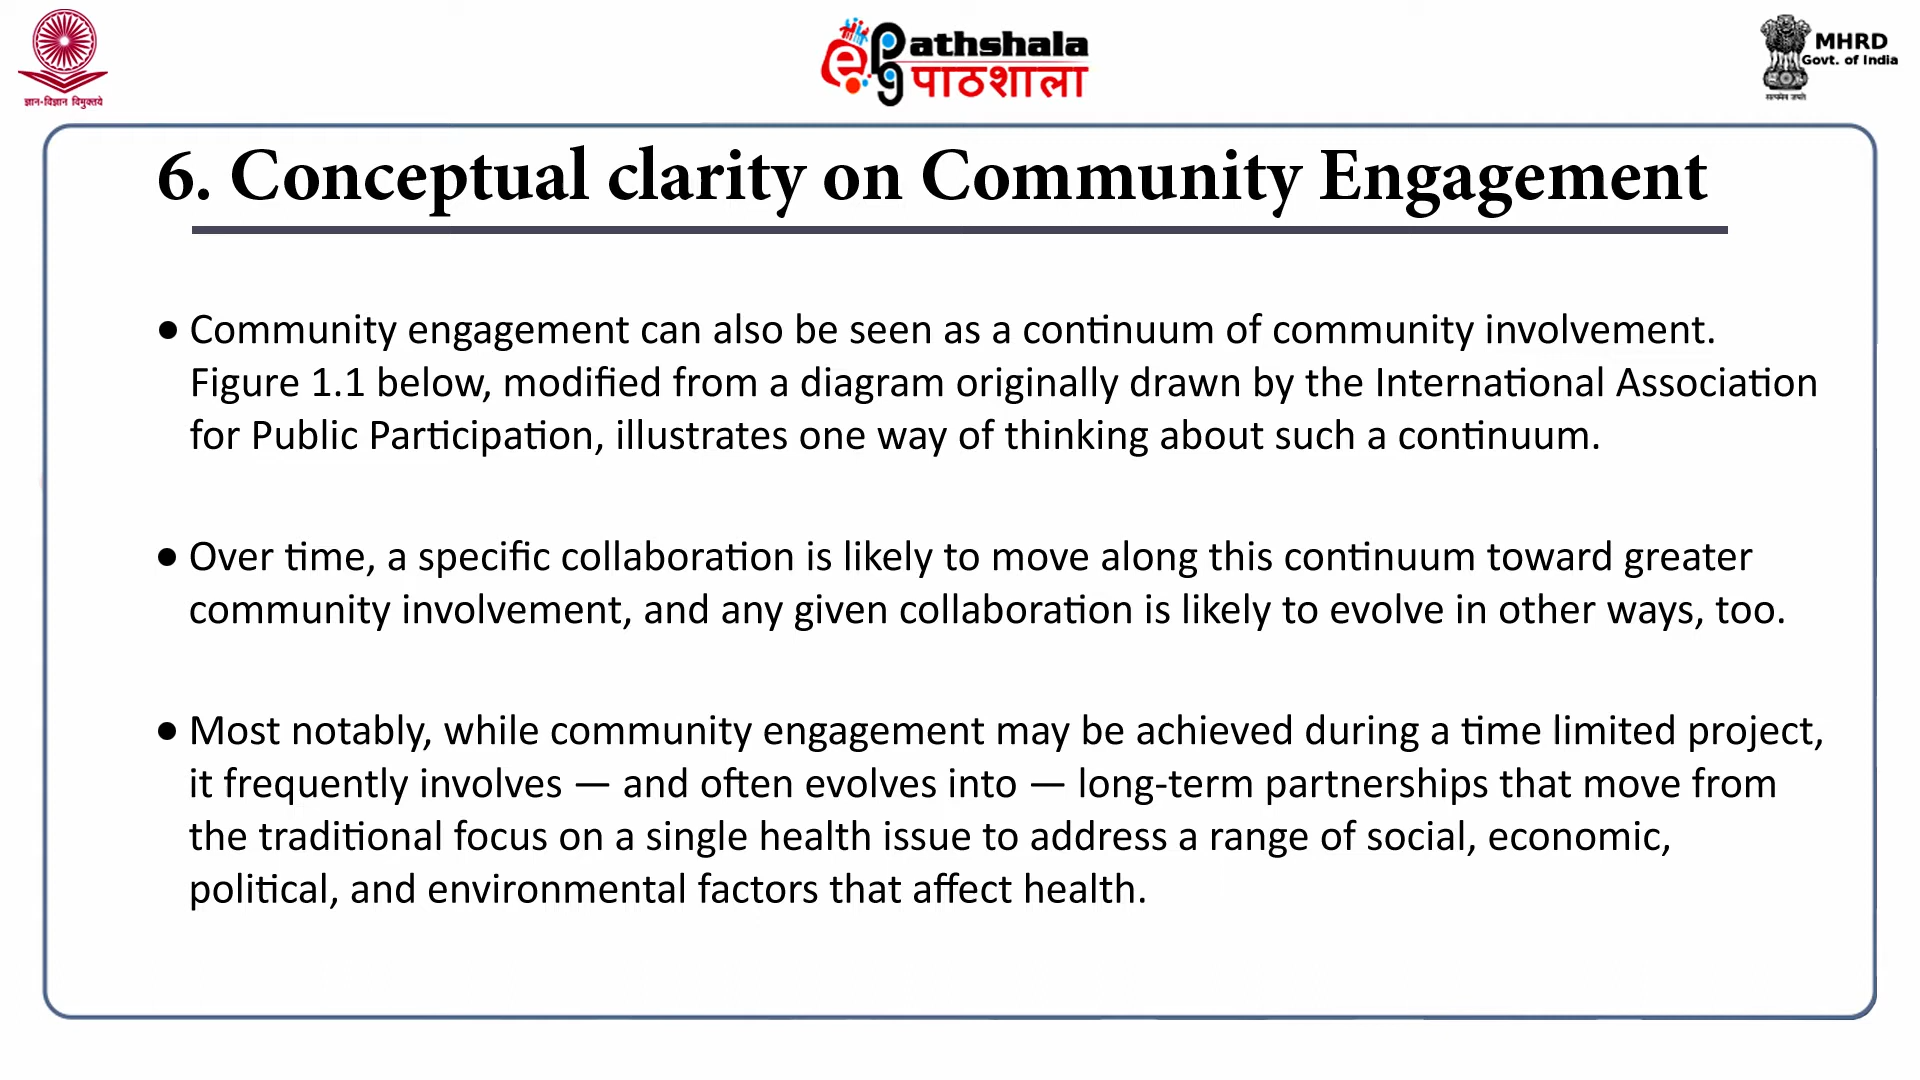 ज्ञान-विज्ञान विमुक्तये
e Pg Pathshala
पाठशाला
MHRD
Govt. of India
सत्यमेव जयते
6. Conceptual clarity on Community Engagement
• Community engagement can also be seen as a continuum of community involvement.
Figure 1.1 below, modified from a diagram originally drawn by the International Association
for Public Participation, illustrates one way of thinking about such a continuum.
• Over time, a specific collaboration is likely to move along this continuum toward greater
community involvement, and any given collaboration is likely to evolve in other ways, too.
• Most notably, while community engagement may be achieved during a time limited project,
it frequently involves — and often evolves into — long-term partnerships that move from
the traditional focus on a single health issue to address a range of social, economic,
political, and environmental factors that affect health.